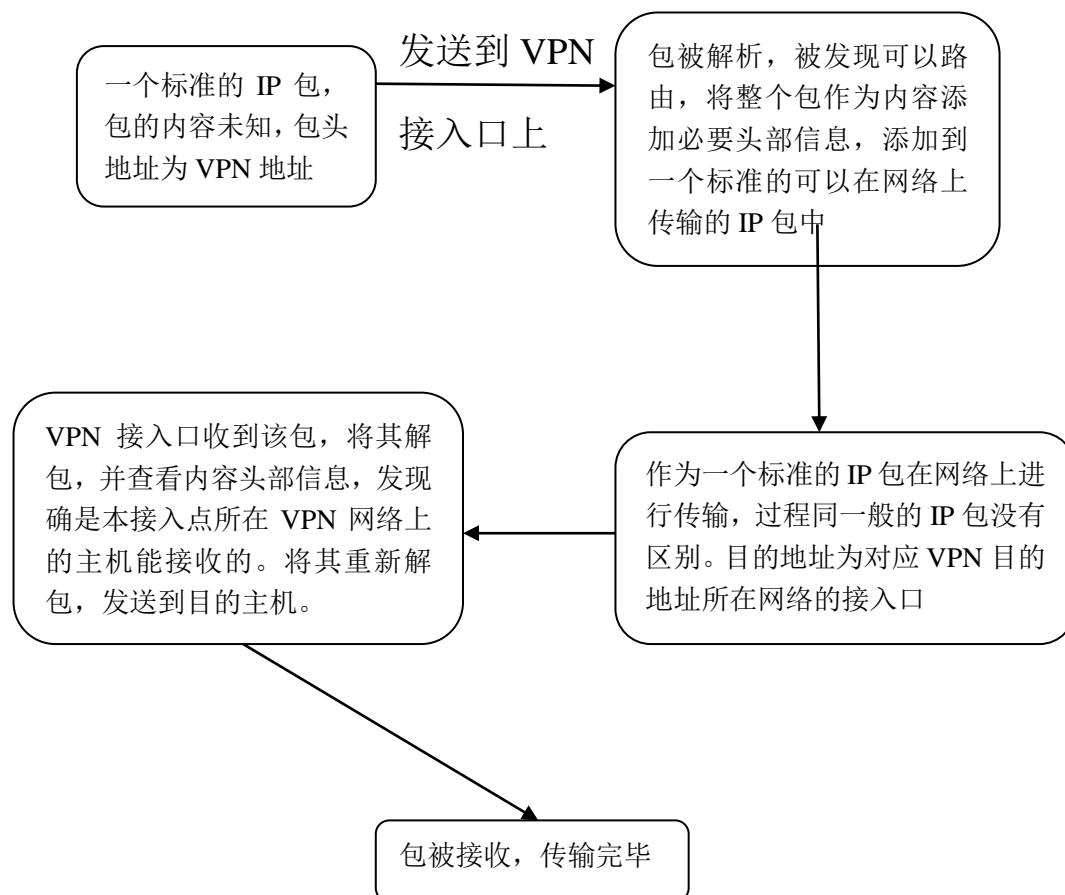 一个标准的 IP 包，
包的内容未知，包头
地址为 VPN 地址
发送到 VPN
接入口上
包被解析，被发现可以路
由，将整个包作为内容添
加必要头部信息，添加到
一个标准的可以在网络上
传输的 IP 包中
作为一个标准的 IP 包在网络上进
行传输，过程同一般的 IP 包没有
区别。目的地址为对应 VPN 目的
地址所在网络的接入口
VPN 接入口收到该包，将其解
包，并查看内容头部信息，发现
确是本接入点所在 VPN 网络上
的主机能接收的。将其重新解
包，发送到目的主机。
包被接收，传输完毕